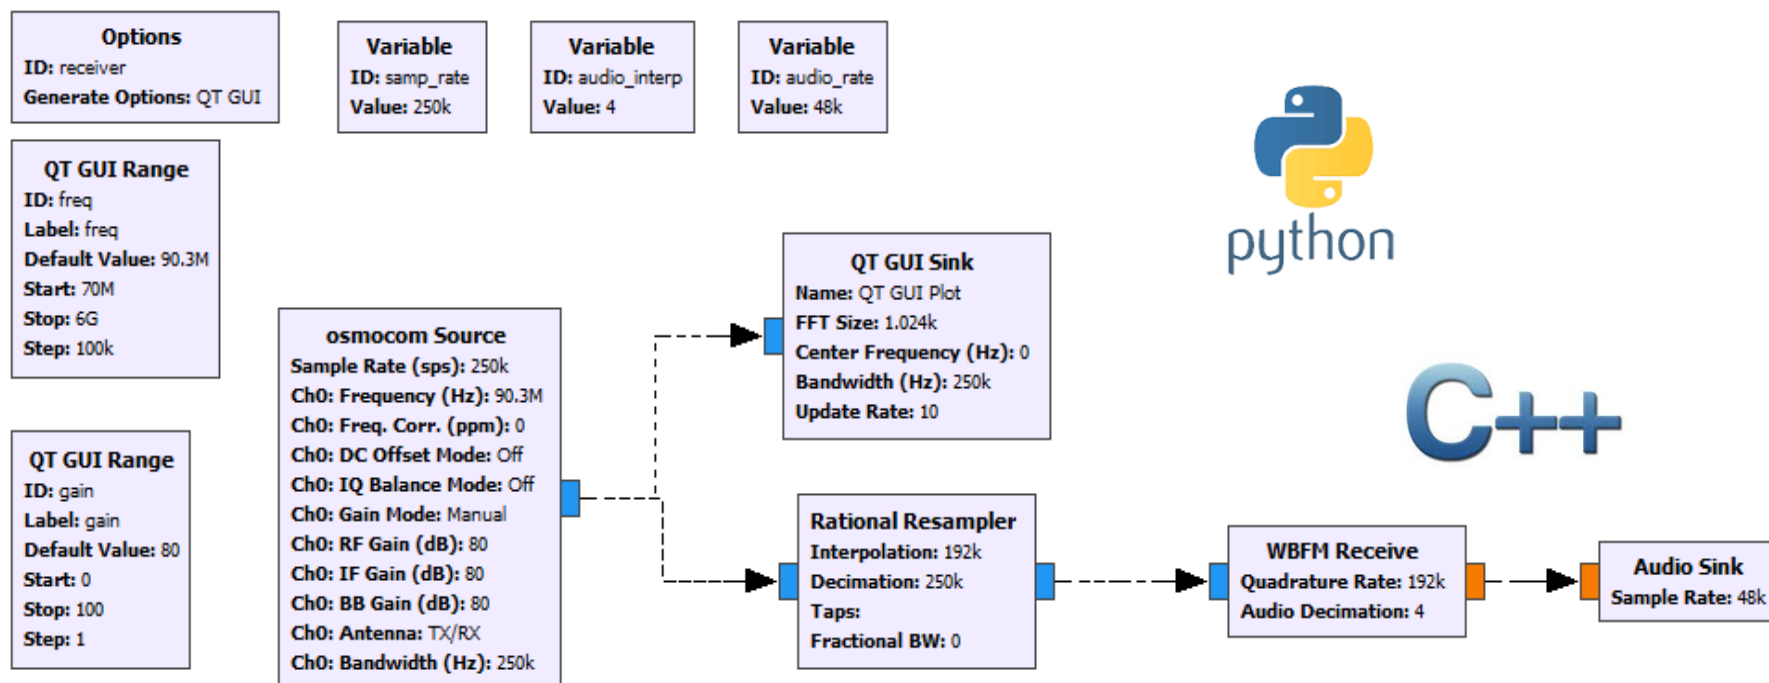 Options
ID: receiver
Generate Options: QT GUI
Variable
ID: samp_rate
Value: 250k
Variable
ID: audio_interp
Value: 4
Variable
ID: audio_rate
Value: 48k
QT GUI Range
ID: freq
Label: freq
Default Value: 90.3M
Start: 70M
Stop: 6G
Step: 100k
QT GUI Range
ID: gain
Label: gain
Default Value: 80
Start: 0
Stop: 100
Step: 1
osmocom Source
Sample Rate (sps): 250k
Ch0: Frequency (Hz): 90.3M
Ch0: Freq. Corr. (ppm): 0
Ch0: DC Offset Mode: Off
Ch0: IQ Balance Mode: Off
Ch0: Gain Mode: Manual
Ch0: RF Gain (dB): 80
Ch0: IF Gain (dB): 80
Ch0: BB Gain (dB): 80
Ch0: Antenna: TX/RX
Ch0: Bandwidth (Hz): 250k
QT GUI Sink
Name: QT GUI Plot
FFT Size: 1.024k
Center Frequency (Hz): 0
Bandwidth (Hz): 250k
Update Rate: 10
Rational Resampler
Interpolation: 192k
Decimation: 250k
Taps:
Fractional BW: 0
WBFM Receive
Quadrature Rate: 192k
Audio Decimation: 4
Audio Sink
Sample Rate: 48k
python
C++